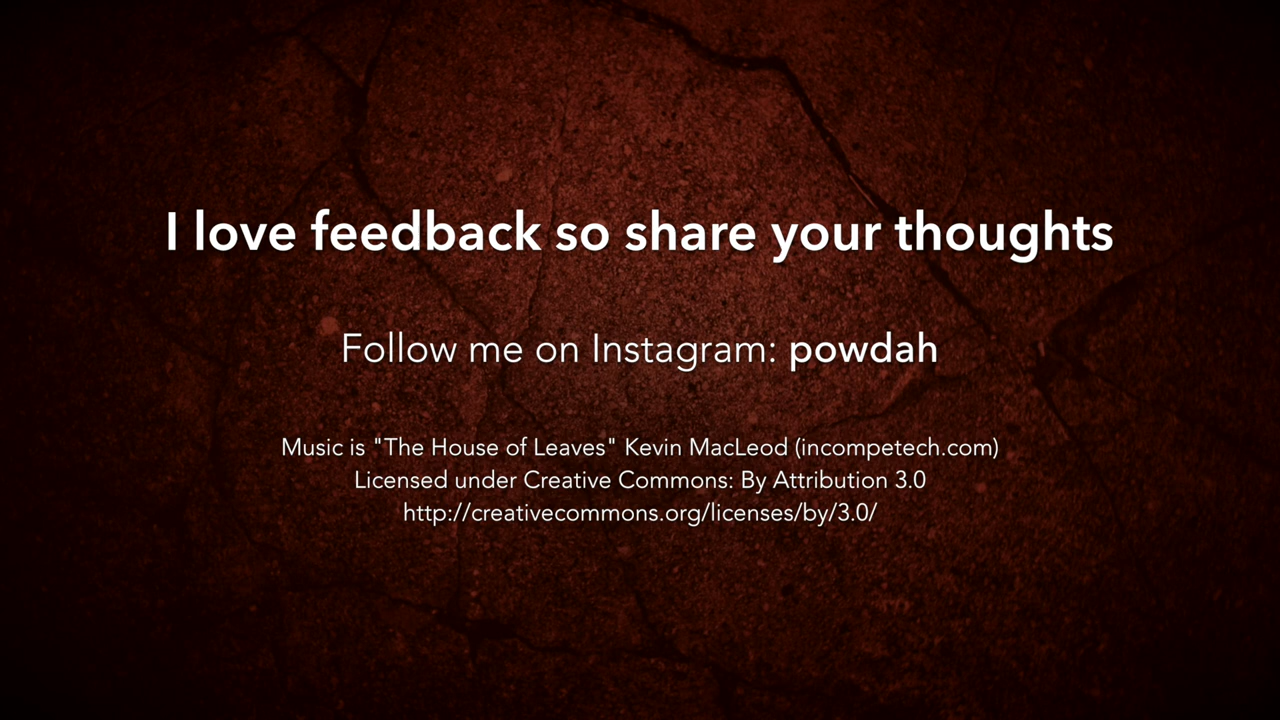 I love feedback so share your thoughts
Follow me on Instagram: powdah
Music is "The House of Leaves" Kevin MacLeod (incompetech.com)
Licensed under Creative Commons: By Attribution 3.0
http://creativecommons.org/licenses/by/3.0/